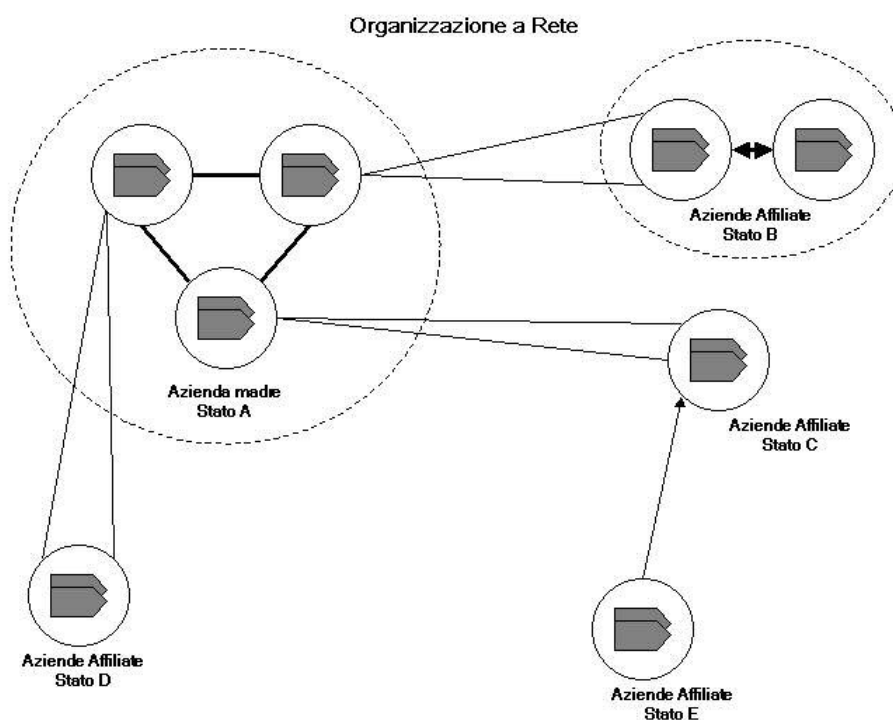 Organizzazione a Rete
Aziende Affiliate
Stato B
Azienda madre
Stato A
Aziende Affiliate
Stato C
Aziende Affiliate
Stato D
Aziende Affiliate
Stato E